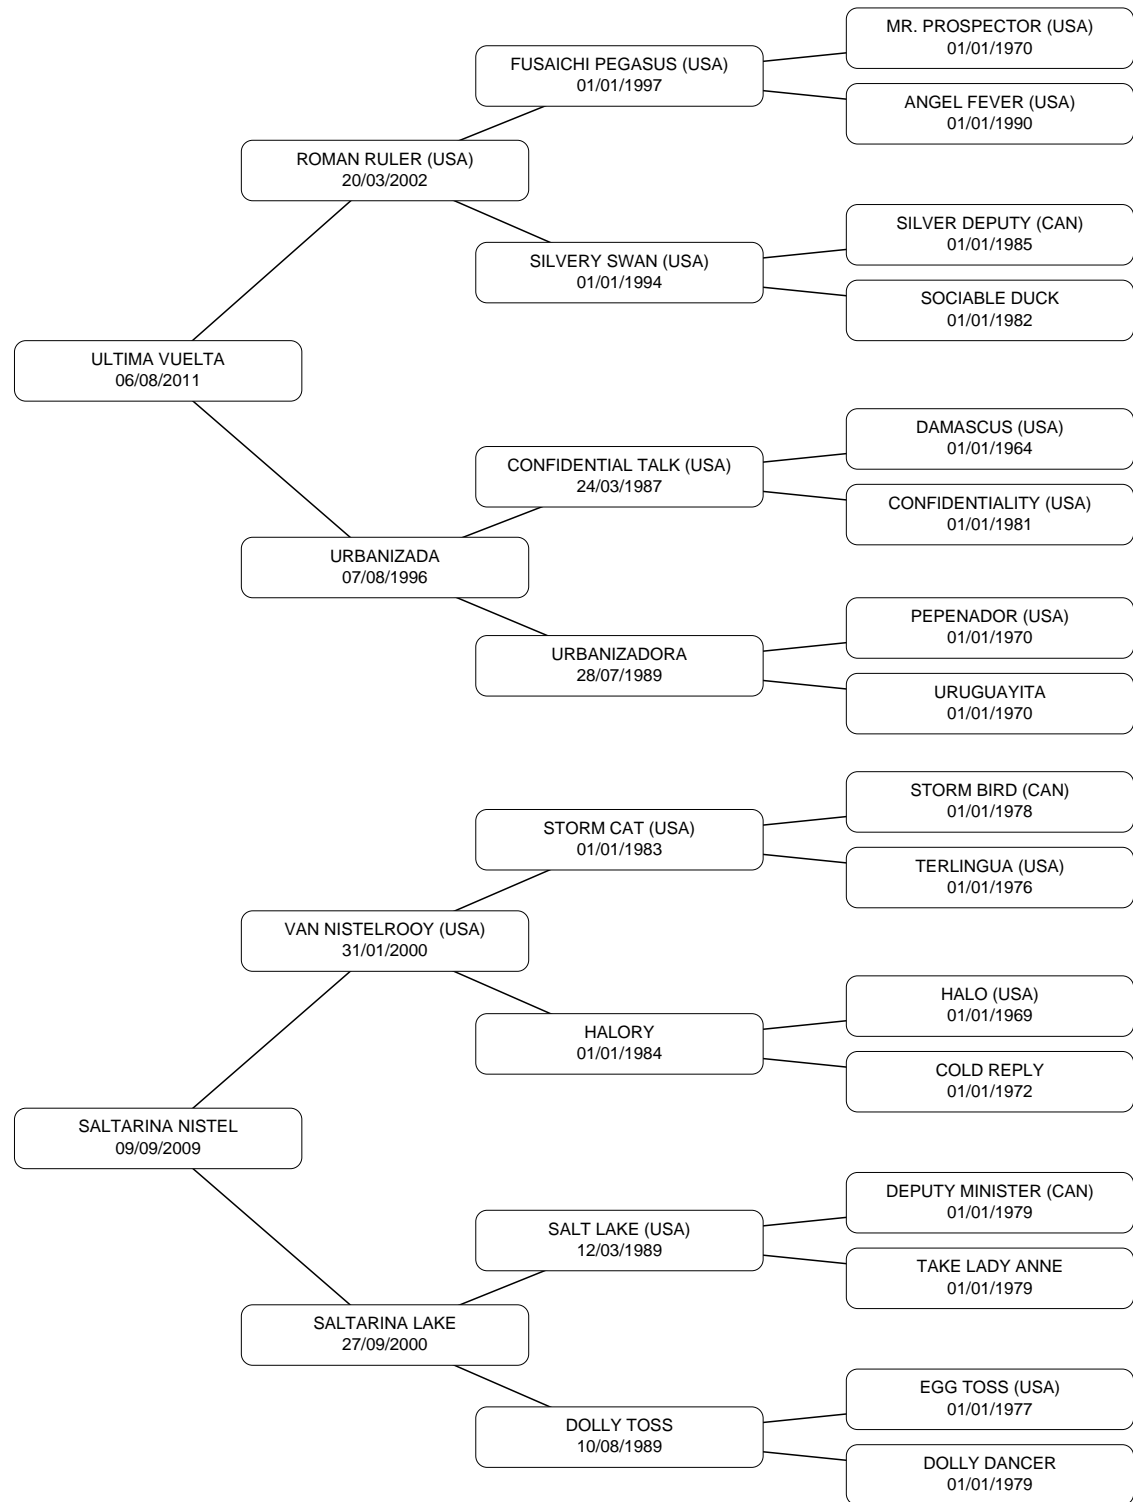 MR. PROSPECTOR (USA)
01/01/1970
FUSAICHI PEGASUS (USA)
01/01/1997
ANGEL FEVER (USA)
01/01/1990
ROMAN RULER (USA)
20/03/2002
SILVER DEPUTY (CAN)
01/01/1985
SILVERY SWAN (USA)
01/01/1994
SOCIABLE DUCK
01/01/1982
ULTIMA VUELTA
06/08/2011
DAMASCUS (USA)
01/01/1964
CONFIDENTIAL TALK (USA)
24/03/1987
CONFIDENTIALITY (USA)
01/01/1981
URBANIZADA
07/08/1996
PEPENADOR (USA)
01/01/1970
URBANIZADORA
28/07/1989
URUGUAYITA
01/01/1970
STORM BIRD (CAN)
01/01/1978
STORM CAT (USA)
01/01/1983
TERLINGUA (USA)
01/01/1976
VAN NISTELROOY (USA)
31/01/2000
HALO (USA)
01/01/1969
HALORY
01/01/1984
COLD REPLY
01/01/1972
SALTARINA NISTEL
09/09/2009
DEPUTY MINISTER (CAN)
01/01/1979
SALT LAKE (USA)
12/03/1989
TAKE LADY ANNE
01/01/1979
SALTARINA LAKE
27/09/2000
EGG TOSS (USA)
01/01/1977
DOLLY TOSS
10/08/1989
DOLLY DANCER
01/01/1979